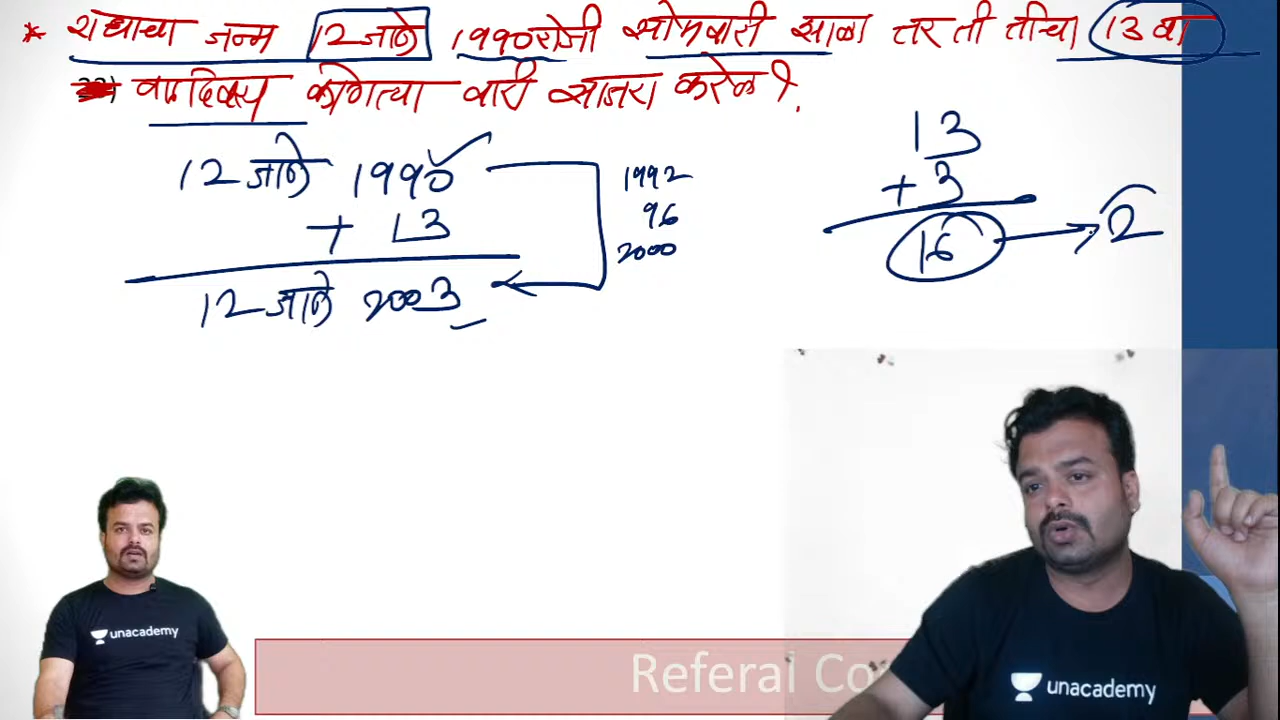 * राधाचा जन्म 12 जाने 1990 रोजी सोमवारी झाला तर ती तीचा 13 वा
वाढदिवस कोणत्या वारी साजरा करेल ?
12 जाने 1990
+ 13
12 जाने 2003
1992
96
2000
13
+ 3
16 → 2
unacademy
unacademy
Referal Co